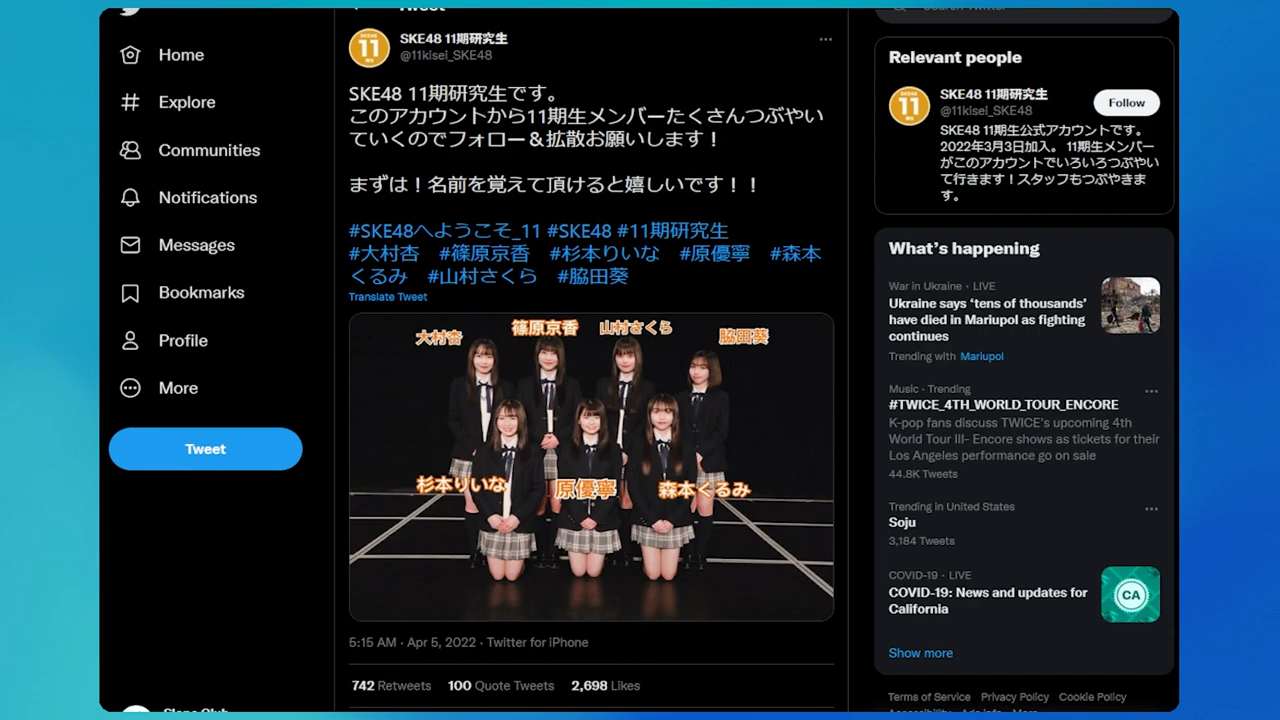 Tweet
Home
Explore
Communities
Notifications
Messages
Bookmarks
Profile
More
Tweet
11
SKE48 11期研究生
@11kisei_SKE48
SKE48 11期研究生です。
このアカウントから11期生メンバーたくさんつぶやい
ていくのでフォロー＆拡散お願いします！
まずは！名前を覚えて頂けると嬉しいです！！
#SKE48へようこそ_11 #SKE48 #11期研究生
#大村杏　#篠原京香　#杉本りいな　#原優寧　#森本
くるみ　#山村さくら　#脇田葵
Translate Tweet
大村杏 篠原京香 山村さくら 脇田葵
杉本りいな 原優寧 森本くるみ
5:15 AM · Apr 5, 2022 · Twitter for iPhone
742 Retweets 100 Quote Tweets 2,698 Likes
Search Twitter
Relevant people
11
SKE48 11期研究生
@11kisei_SKE48
Follow
SKE48 11期生公式アカウントです。
2022年3月3日加入。 11期生メンバー
がこのアカウントでいろいろつぶやい
て行きます！スタッフもつぶやきま
す。
What's happening
War in Ukraine · LIVE
Ukraine says ‘tens of thousands’
have died in Mariupol as fighting
continues
Trending with Mariupol
Music · Trending
#TWICE_4TH_WORLD_TOUR_ENCORE
K-pop fans discuss TWICE's upcoming 4th
World Tour III- Encore shows as tickets for their
Los Angeles performance go on sale
44.8K Tweets
Trending in United States
Soju
3,184 Tweets
COVID-19 · LIVE
COVID-19: News and updates for
California
CA
Show more
Terms of Service Privacy Policy Cookie Policy